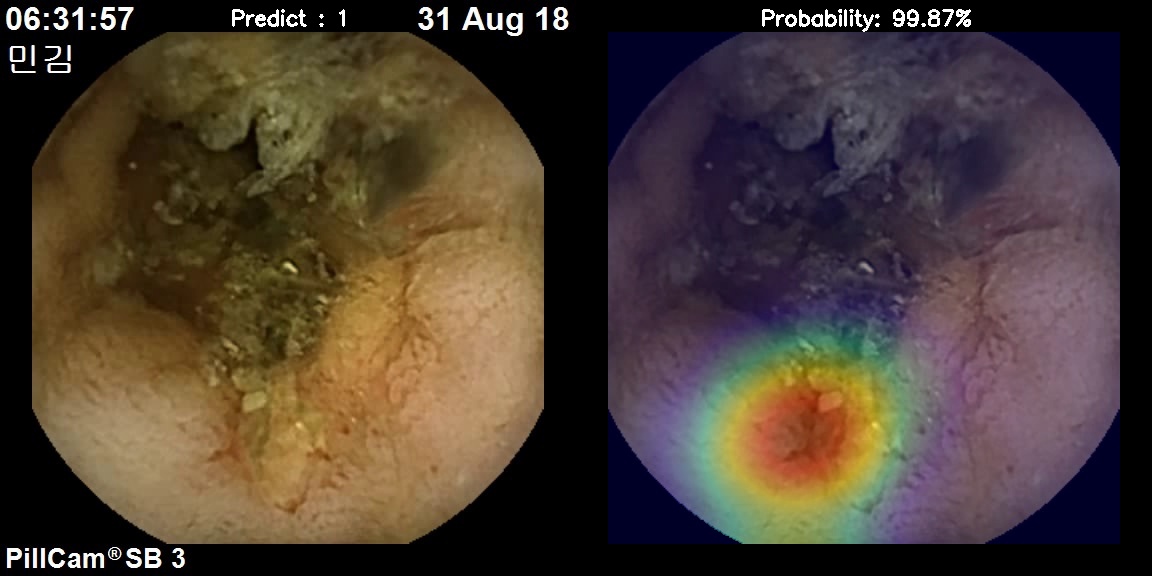 06:31:57
Predict : 1
31 Aug 18
Probability: 99.87%
민김
PillCam® SB 3